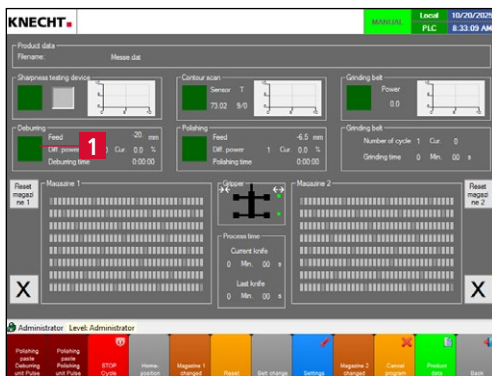 KNECHT
MANUAL
Local 10/20/2025
PLC 8:33:09 AM
Product data
Filename: Messe.dat
Sharpness testing device
Contour scan
Sensor T
73.02 9/0
Grinding belt
Power
0.0
Deburring
Feed -20 mm
Diff. power 0 Cur. 0.0 %
Deburring time 0:00:00
1
Polishing
Feed -6.5 mm
Diff. power 1 Cur. 0.0 %
Polishing time 0:00:00
Grinding belt
Number of cycle 1 Cur. 0
Grinding time 0 Min. 00 s
Reset
magazi
ne 1
Magazine 1
Gripper
Magazine 2
Reset
magazi
ne 2
Process time
Current knife
0 Min. 00 s
Last knife
0 Min. 00 s
X
X
Administrator Level: Administrator
Polishing
paste
Deburring
unit Pulse
Polishing
paste
Polishing
unit Pulse
STOP
Cycle
Home-
position
Magazine 1
changed
Reset
Belt change
Settings
Magazine 2
changed
Cancel
program
Product
data
Back